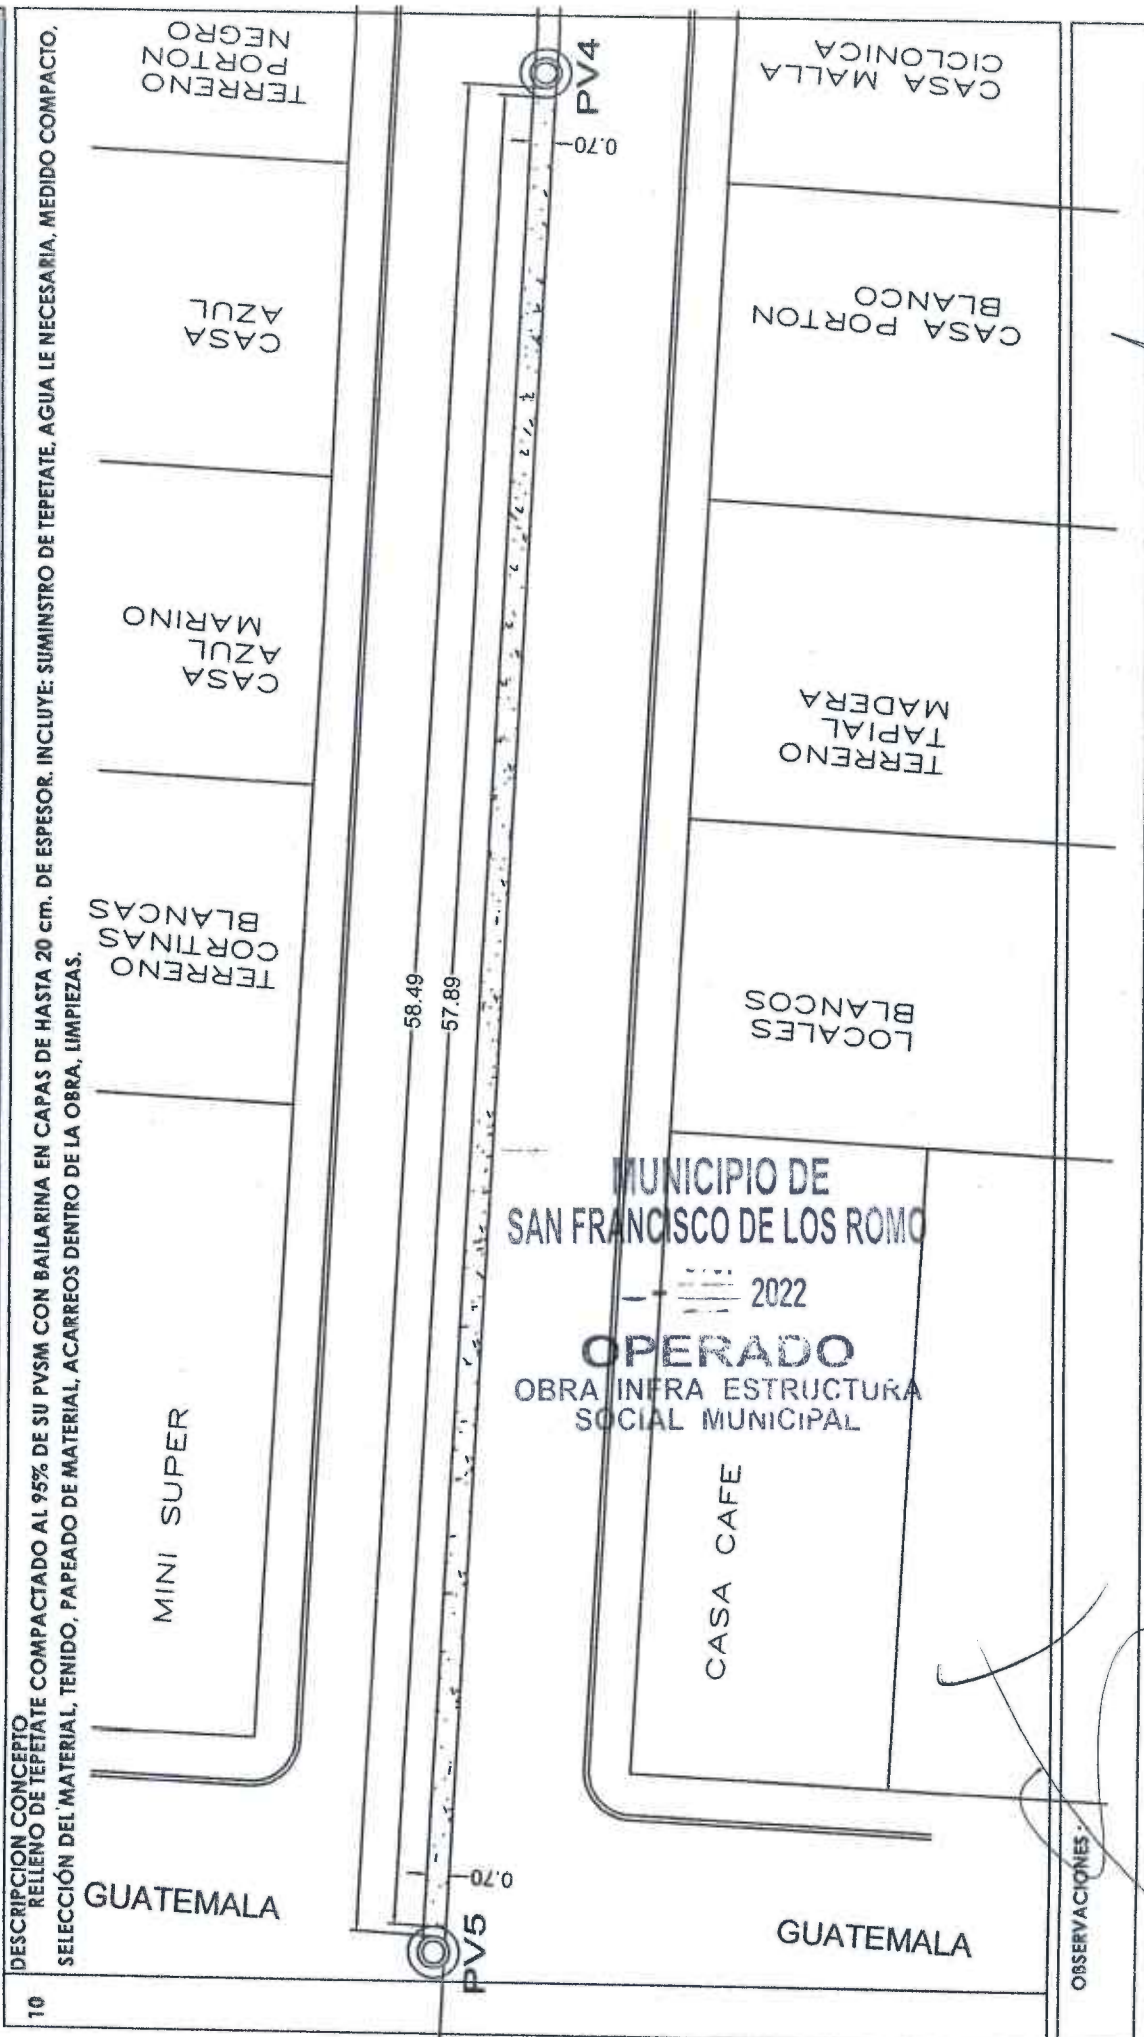 10
DESCRIPCION CONCEPTO
RELLENO DE TEPETATE COMPACTADO AL 95% DE SU PVSM CON BAILARINA EN CAPAS DE HASTA 20 cm. DE ESPESOR. INCLUYE: SUMINSTRO DE TEPETATE, AGUA LE NECESARIA, MEDIDO COMPACTO,
SELECCIÓN DEL MATERIAL, TENIDO, PAPEADO DE MATERIAL, ACARREOS DENTRO DE LA OBRA, LIMPIEZAS.
GUATEMALA
MINI SUPER
TERRENO
CORTINAS
BLANCAS
CASA
AZUL
MARINO
CASA
AZUL
TERRENO
PORTON
NEGRO
58.49
57.89
PV5
0.70
0.70
PV4
GUATEMALA
CASA CAFE
LOCALES
BLANCOS
TERRENO
TAPIAL
MADERA
CASA PORTON
BLANCO
CASA MALLA
CICLONICA
MUNICIPIO DE
SAN FRANCISCO DE LOS ROMO
2022
OPERADO
OBRA INFRA ESTRUCTURA
SOCIAL MUNICIPAL
OBSERVACIONES: